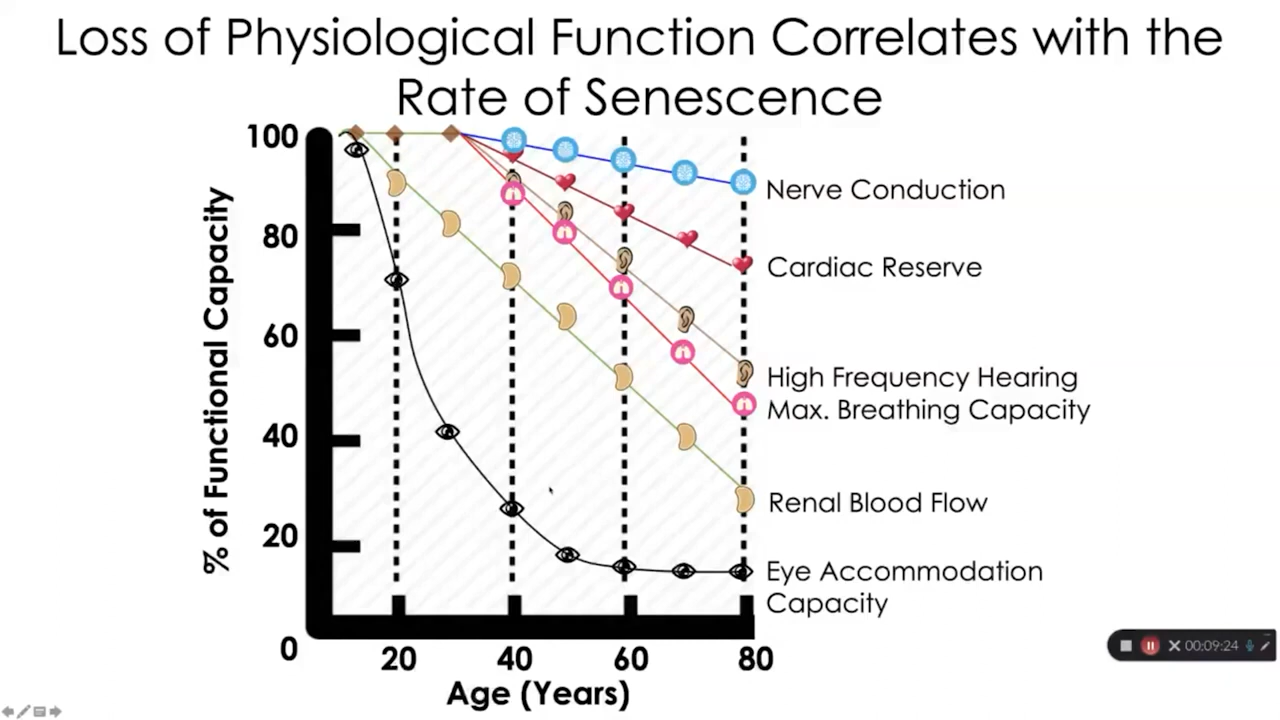 Loss of Physiological Function Correlates with the
Rate of Senescence
% of Functional Capacity
100
80
60
40
20
0
20
40
60
80
Age (Years)
Nerve Conduction
Cardiac Reserve
High Frequency Hearing
Max. Breathing Capacity
Renal Blood Flow
Eye Accommodation
Capacity
00:09:24